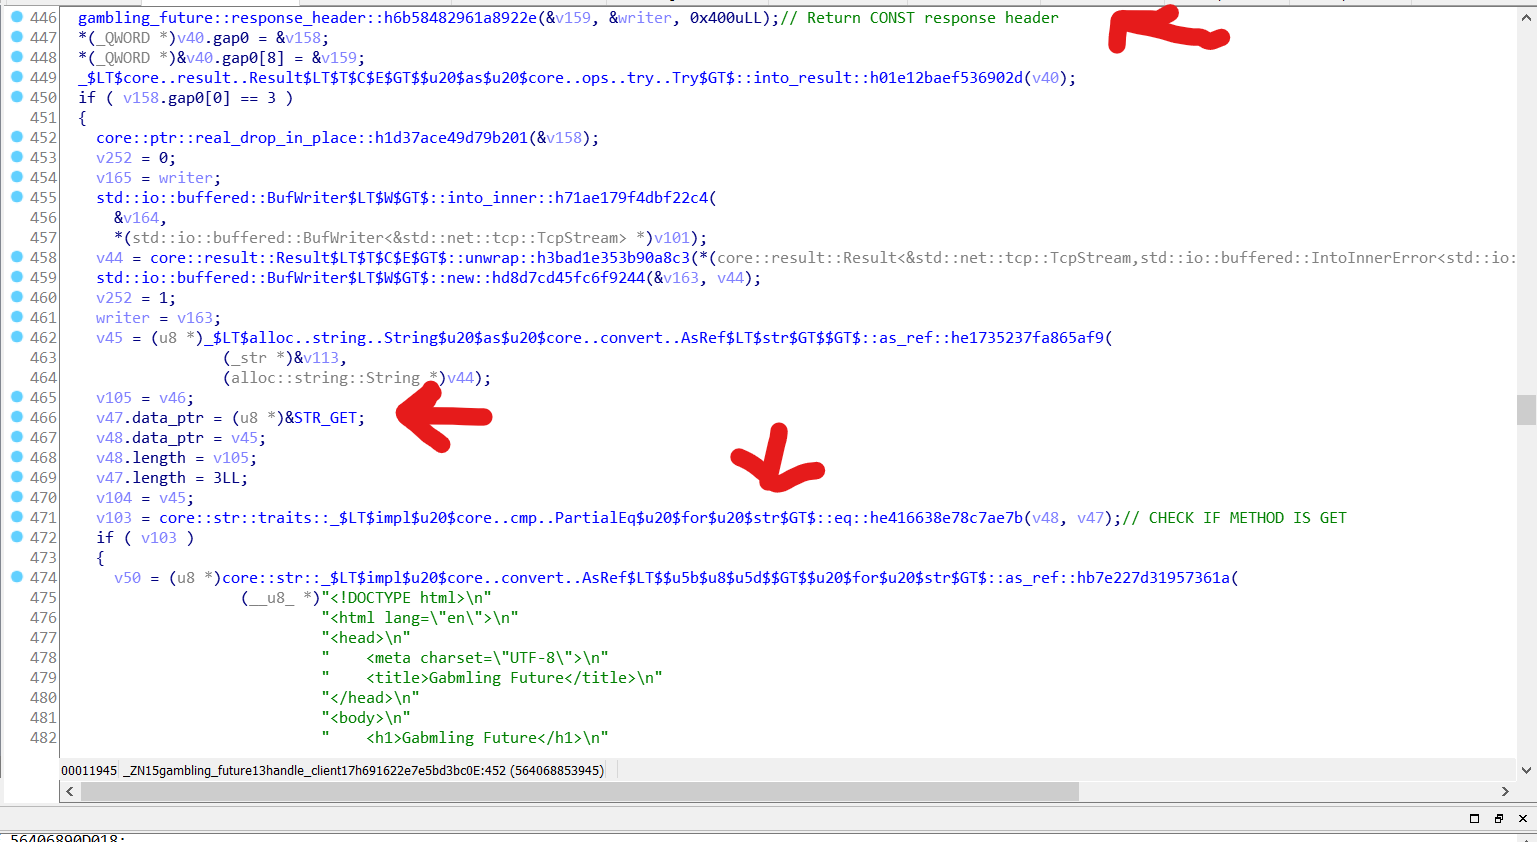 446 gambling_future::response_header::h6b58482961a8922e(&v159, &writer, 0x400uLL);// Return CONST response header
447 *(_QWORD *)v40.gap0 = &v158;
448 *(_QWORD *)&v40.gap0[8] = &v159;
449 _$LT$core..result..Result$LT$T$C$E$GT$$u20$as$u20$core..ops..try..Try$GT$::into_result::h01e12baef536902d(v40);
450 if ( v158.gap0[0] == 3 )
451 {
452 core::ptr::real_drop_in_place::h1d37ace49d79b201(&v158);
453 v252 = 0;
454 v165 = writer;
455 std::io::buffered::BufWriter$LT$W$GT$::into_inner::h71ae179f4dbf22c4(
456 &v164,
457 *(std::io::buffered::BufWriter<&std::net::tcp::TcpStream> *)v101);
458 v44 = core::result::Result$LT$T$C$E$GT$::unwrap::h3bad1e353b90a8c3(*(core::result::Result<&std::net::tcp::TcpStream,std::io::buffered::IntoInnerError<std::io:
459 std::io::buffered::BufWriter$LT$W$GT$::new::hd8d7cd45fc6f9244(&v163, v44);
460 v252 = 1;
461 writer = v163;
462 v45 = (u8 *)_$LT$alloc..string..String$u20$as$u20$core..convert..AsRef$LT$str$GT$$GT$::as_ref::he1735237fa865af9(
463 (_str *)&v113,
464 (alloc::string::String *)v44);
465 v105 = v46;
466 v47.data_ptr = (u8 *)&STR_GET;
467 v48.data_ptr = v45;
468 v48.length = v105;
469 v47.length = 3LL;
470 v104 = v45;
471 v103 = core::str::traits::_$LT$impl$u20$core..cmp..PartialEq$u20$for$u20$str$GT$::eq::he416638e78c7ae7b(v48, v47);// CHECK IF METHOD IS GET
472 if ( v103 )
473 {
474 v50 = (u8 *)core::str::_$LT$impl$u20$core..convert..AsRef$LT$$u5b$u8$u5d$$GT$$u20$for$u20$str$GT$::as_ref::hb7e227d31957361a(
475 (__u8_ *)"<!DOCTYPE html>\n"
476 "<html lang=\"en\">\n"
477 "<head>\n"
478 "    <meta charset=\"UTF-8\">\n"
479 "    <title>Gabmling Future</title>\n"
480 "</head>\n"
481 "<body>\n"
482 "    <h1>Gabmling Future</h1>\n"
00011945 _ZN15gambling_future13handle_client17h691622e7e5bd3bc0E:452 (564068853945)
56406890D018: